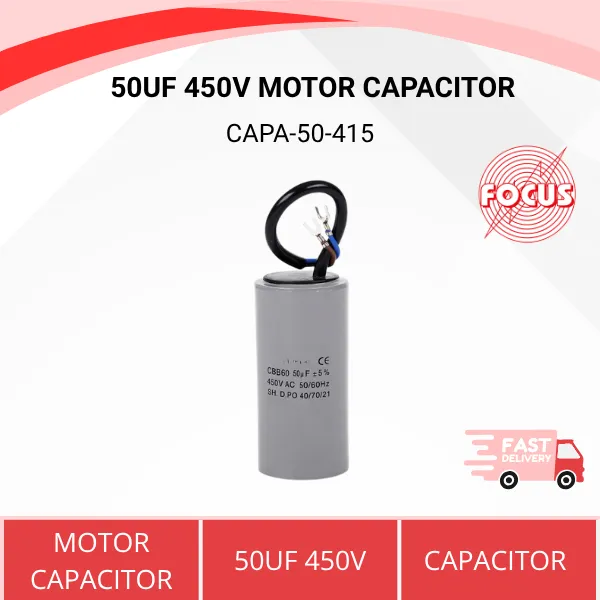 50UF 450V MOTOR CAPACITOR
CAPA-50-415
FOCUS
CE
CBB60 50µF ±5%
450V AC 50/60Hz
SH D.PO 40/70/21
FAST
DELIVERY
MOTOR
CAPACITOR
50UF 450V
CAPACITOR